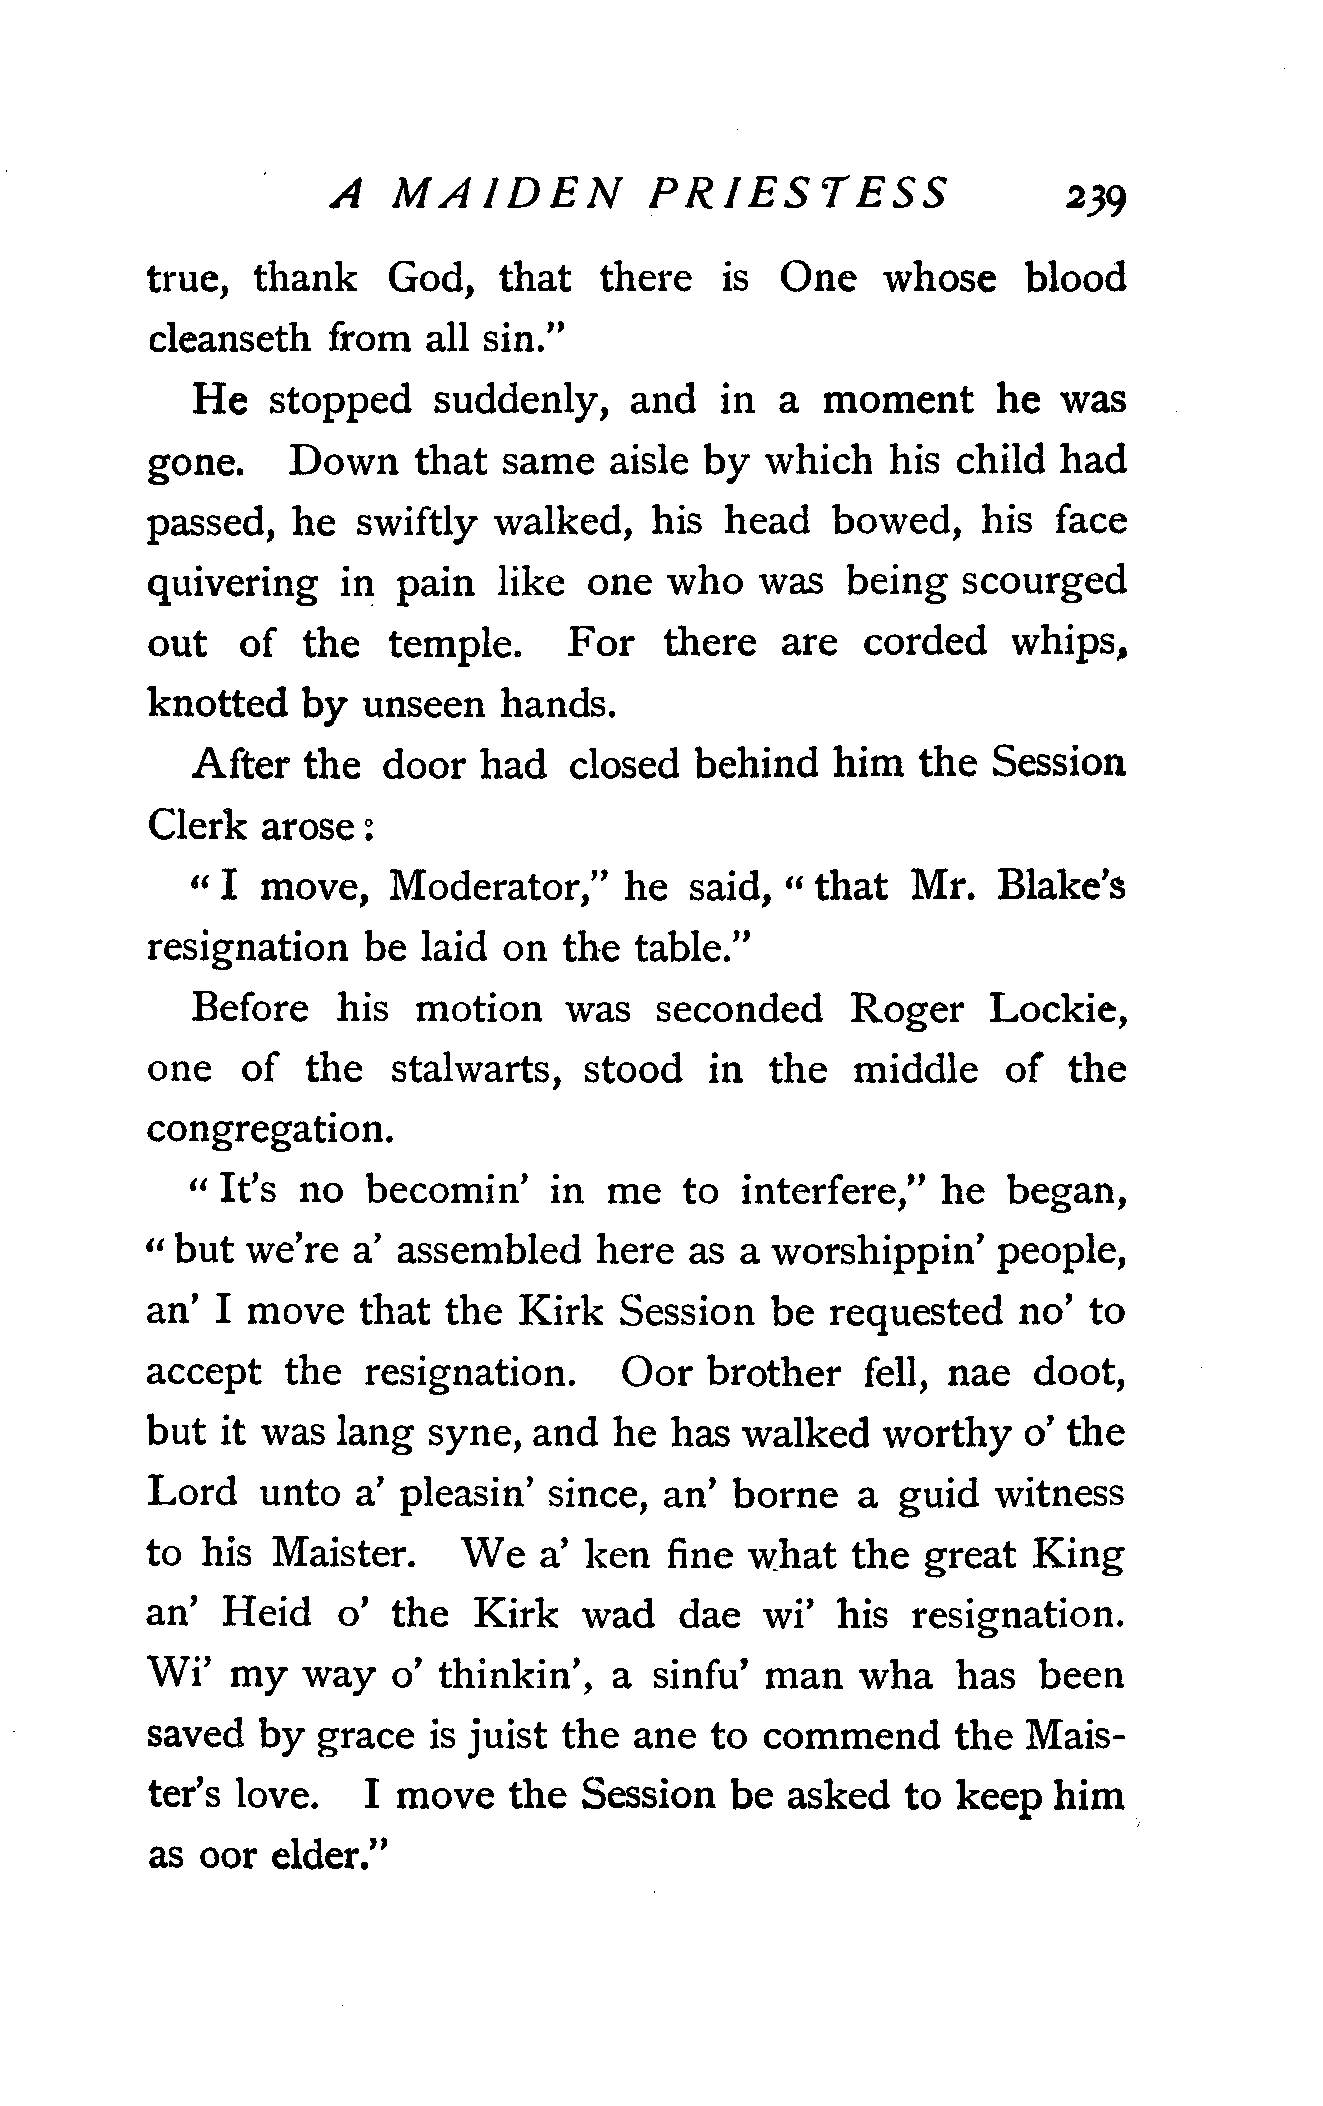 A MAIDEN PRIESTESS 239
true, thank God, that there is One whose blood
cleanseth from all sin."
He stopped suddenly, and in a moment he was
gone. Down that same aisle by which his child had
passed, he swiftly walked, his head bowed, his face
quivering in pain like one who was being scourged
out of the temple. For there are corded whips,
knotted by unseen hands.
After the door had closed behind him the Session
Clerk arose:
"I move, Moderator," he said, "that Mr. Blake's
resignation be laid on the table."
Before his motion was seconded Roger Lockie,
one of the stalwarts, stood in the middle of the
congregation.
"It's no becomin' in me to interfere," he began,
"but we're a' assembled here as a worshippin' people,
an' I move that the Kirk Session be requested no' to
accept the resignation. Oor brother fell, nae doot,
but it was lang syne, and he has walked worthy o' the
Lord unto a' pleasin' since, an' borne a guid witness
to his Maister. We a' ken fine what the great King
an' Heid o' the Kirk wad dae wi' his resignation.
Wi' my way o' thinkin', a sinfu' man wha has been
saved by grace is juist the ane to commend the Mais-
ter's love. I move the Session be asked to keep him
as oor elder."